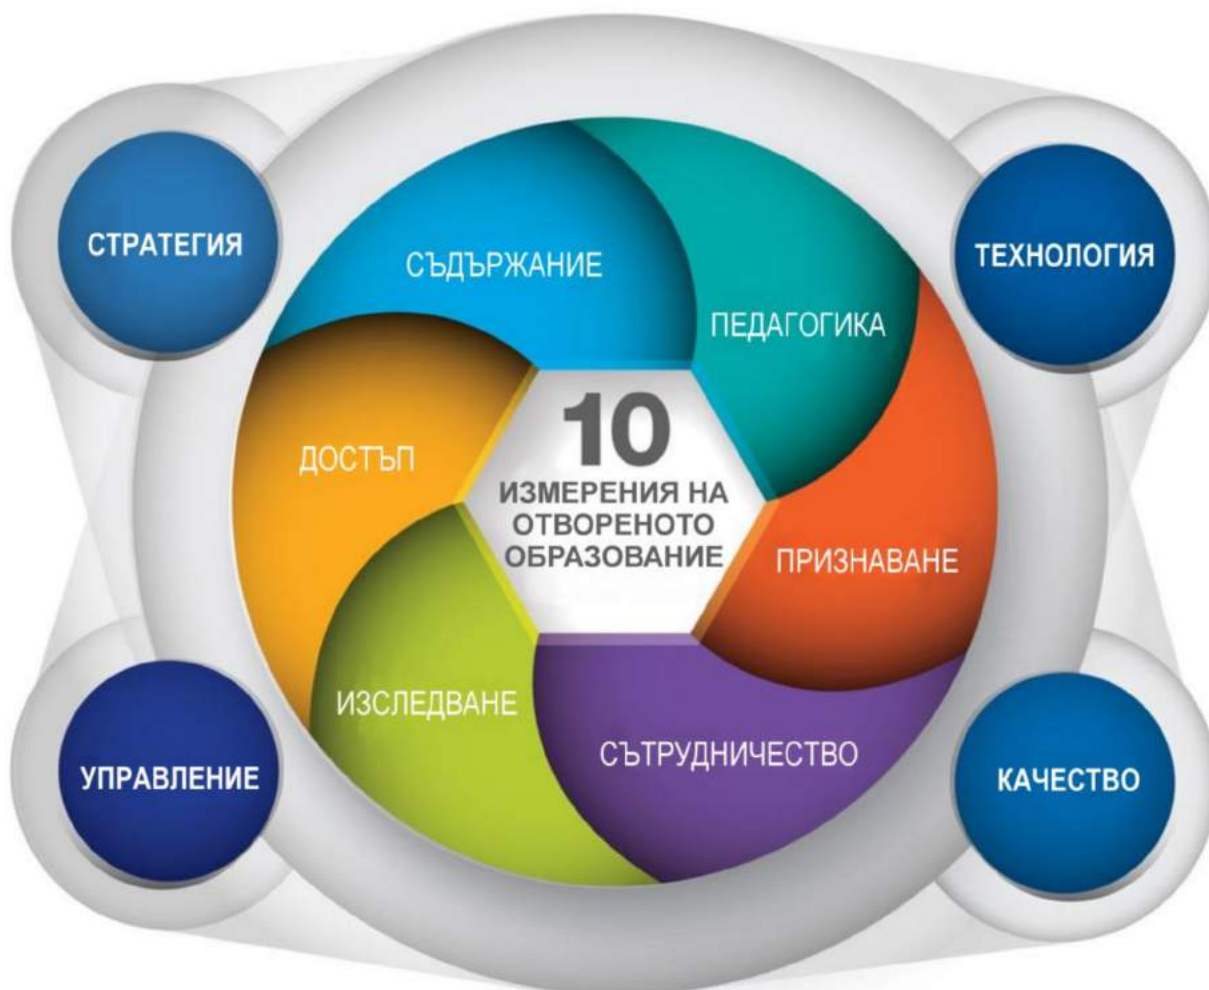 СТРАТЕГИЯ
ТЕХНОЛОГИЯ
СЪДЪРЖАНИЕ
ПЕДАГОГИКА
ДОСТЪП
10
ИЗМЕРЕНИЯ НА
ОТВОРЕНОТО
ОБРАЗОВАНИЕ
ПРИЗНАВАНЕ
ИЗСЛЕДВАНЕ
СЪТРУДНИЧЕСТВО
УПРАВЛЕНИЕ
КАЧЕСТВО